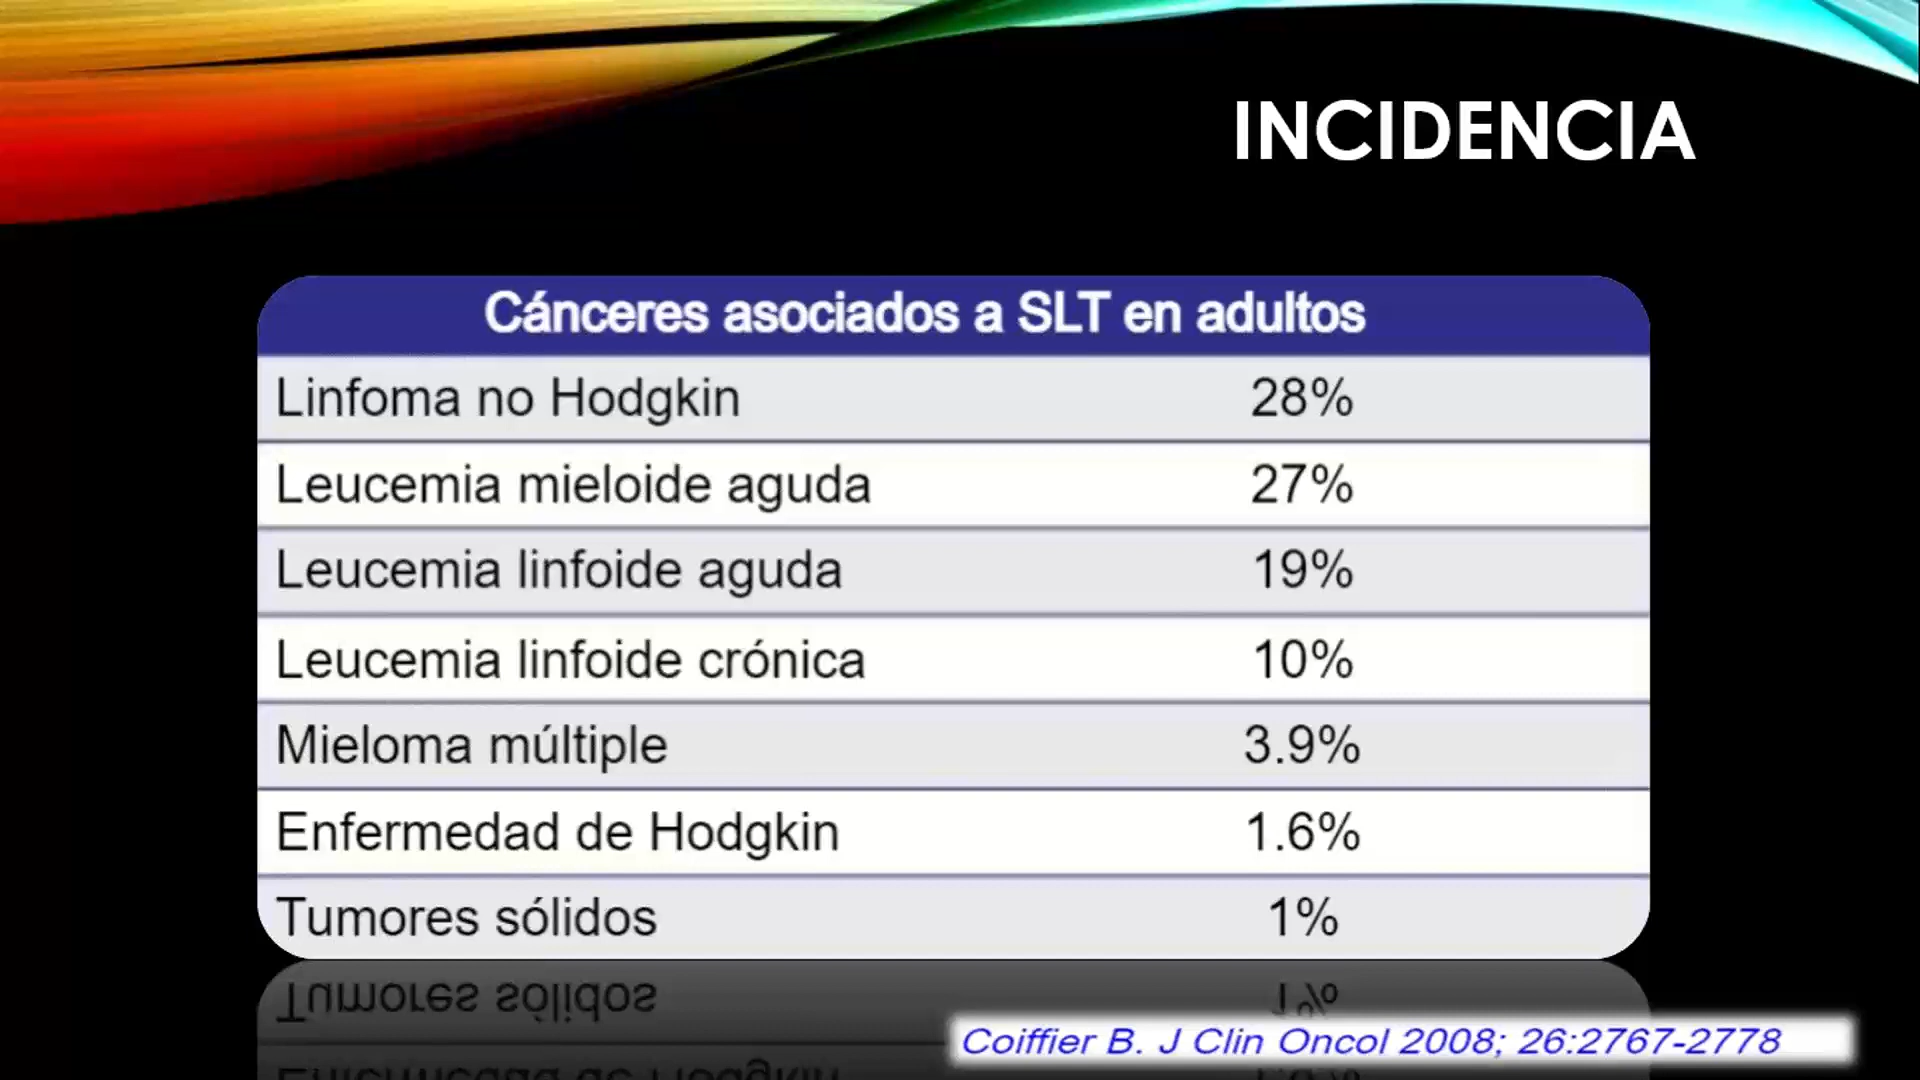 INCIDENCIA
Cánceres asociados a SLT en adultos
Linfoma no Hodgkin 28%
Leucemia mieloide aguda 27%
Leucemia linfoide aguda 19%
Leucemia linfoide crónica 10%
Mieloma múltiple 3.9%
Enfermedad de Hodgkin 1.6%
Tumores sólidos 1%
Coiffier B. J Clin Oncol 2008; 26:2767-2778